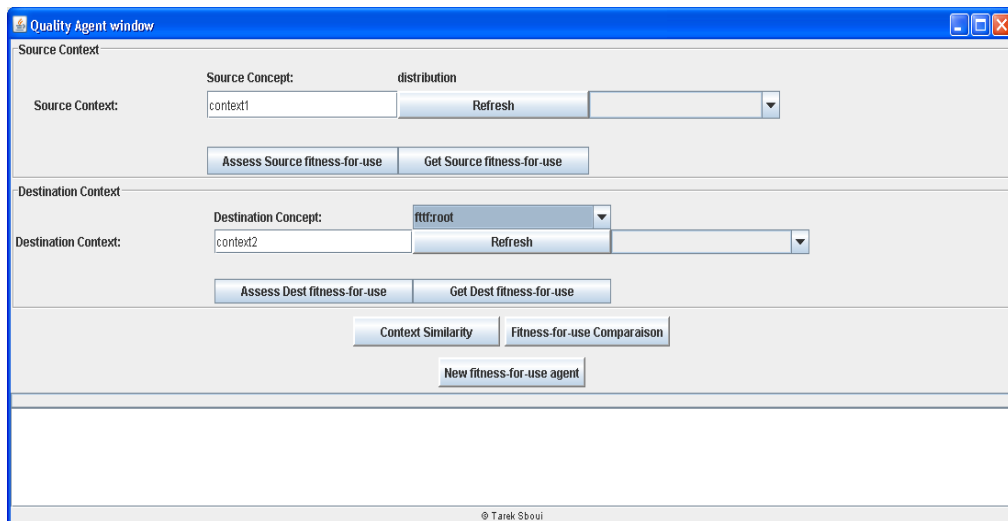 Quality Agent window
Source Context
Source Concept: distribution
Source Context: context1 Refresh
Assess Source fitness-for-use Get Source fitness-for-use
Destination Context
Destination Concept: ftff:root
Destination Context: context2 Refresh
Assess Dest fitness-for-use Get Dest fitness-for-use
Context Similarity Fitness-for-use Comparaison
New fitness-for-use agent
© Tarek Sboui